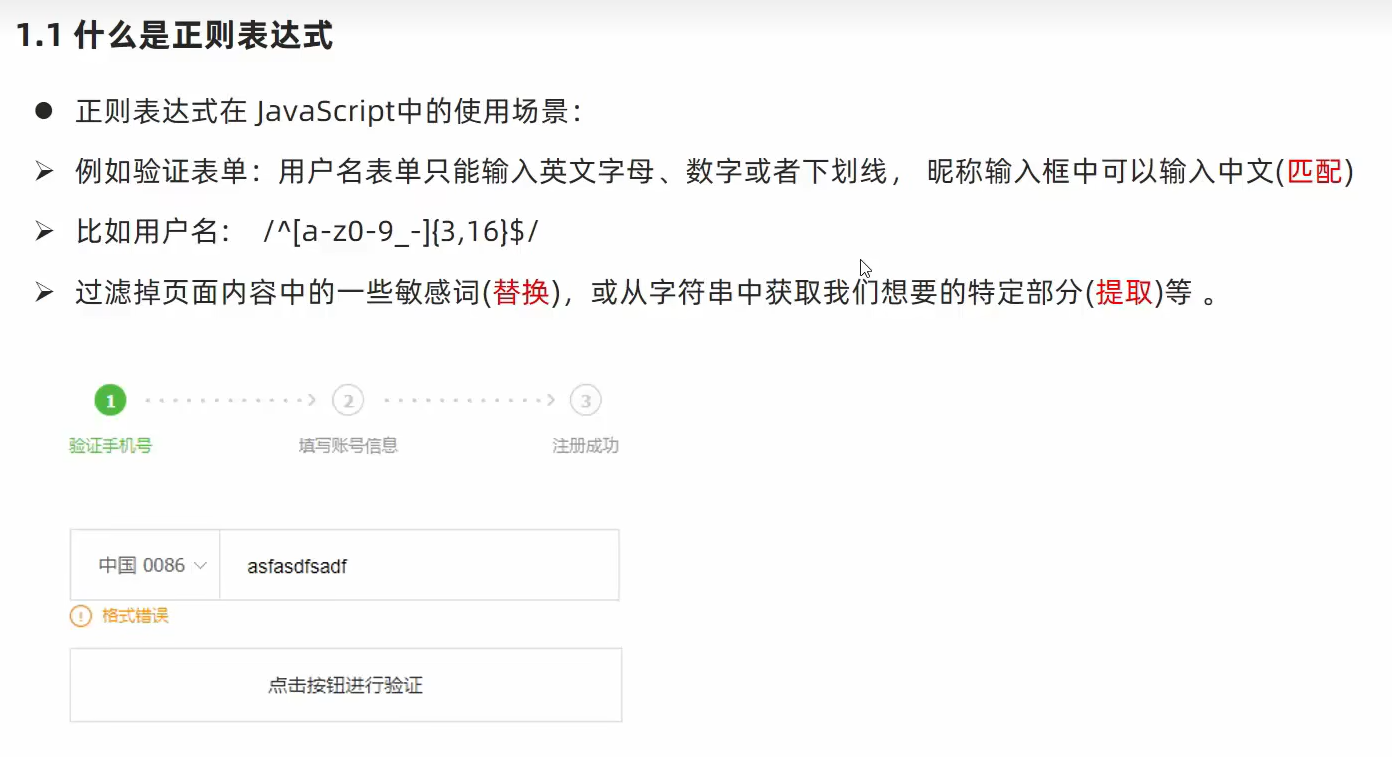 1.1 什么是正则表达式
正则表达式在 JavaScript中的使用场景：
例如验证表单：用户名表单只能输入英文字母、数字或者下划线， 昵称输入框中可以输入中文(匹配)
比如用户名： /^[a-z0-9_-]{3,16}$/
过滤掉页面内容中的一些敏感词(替换)，或从字符串中获取我们想要的特定部分(提取)等 。
1 2 3
验证手机号 填写账号信息 注册成功
中国 0086 asfasdfsadf
格式错误
点击按钮进行验证